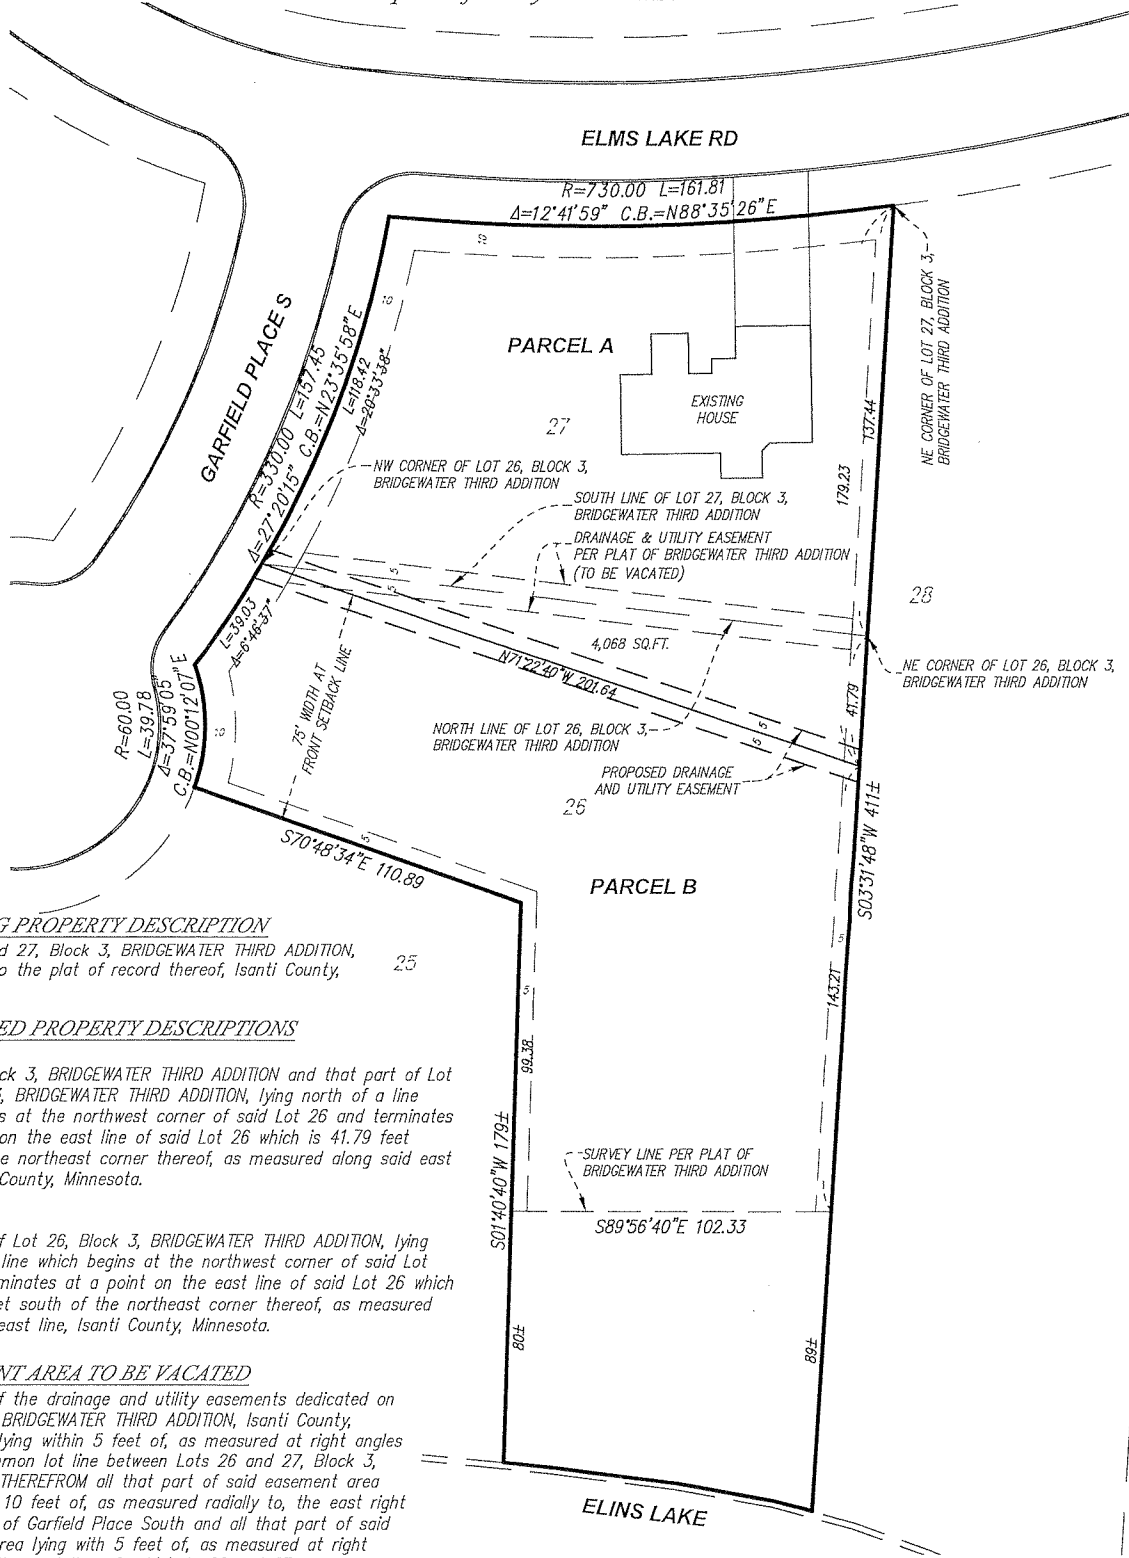 ELMS LAKE RD
R=730.00 L=161.81
Δ=12°41'59" C.B.=N88°35'26"E
10
10
GARFIELD PLACE S
R=330.00 L=157.45
Δ=27°20'15" C.B.=N23°35'58"E
L=118.42
Δ=20°33'38"
PARCEL A
27
EXISTING
HOUSE
NE CORNER OF LOT 27, BLOCK 3,
BRIDGEWATER THIRD ADDITION
137.44
179.23
NW CORNER OF LOT 26, BLOCK 3,
BRIDGEWATER THIRD ADDITION
SOUTH LINE OF LOT 27, BLOCK 3,
BRIDGEWATER THIRD ADDITION
DRAINAGE & UTILITY EASEMENT
PER PLAT OF BRIDGEWATER THIRD ADDITION
(TO BE VACATED)
5
5
28
4,068 SQ.FT.
N71°22'40"W 201.64
NE CORNER OF LOT 26, BLOCK 3,
BRIDGEWATER THIRD ADDITION
L=39.03
Δ=6°46'37"
41.79
75' WIDTH AT
FRONT SETBACK LINE
NORTH LINE OF LOT 26, BLOCK 3,
BRIDGEWATER THIRD ADDITION
5
5
R=60.00
L=39.78
Δ=37°59'05"
C.B.=N00°12'07"E
10
PROPOSED DRAINAGE
AND UTILITY EASEMENT
26
S70°48'34"E 110.89
5
PARCEL B
S03°31'48"W 411±
5
143.21
25
5
99.38
S01°40'40"W 179±
SURVEY LINE PER PLAT OF
BRIDGEWATER THIRD ADDITION
S89°56'40"E 102.33
80±
89±
ELINS LAKE
G PROPERTY DESCRIPTION
d 27, Block 3, BRIDGEWATER THIRD ADDITION,
o the plat of record thereof, Isanti County,
ED PROPERTY DESCRIPTIONS
ck 3, BRIDGEWATER THIRD ADDITION and that part of Lot
3, BRIDGEWATER THIRD ADDITION, lying north of a line
s at the northwest corner of said Lot 26 and terminates
on the east line of said Lot 26 which is 41.79 feet
e northeast corner thereof, as measured along said east
County, Minnesota.
f Lot 26, Block 3, BRIDGEWATER THIRD ADDITION, lying
line which begins at the northwest corner of said Lot
minates at a point on the east line of said Lot 26 which
et south of the northeast corner thereof, as measured
east line, Isanti County, Minnesota.
NT AREA TO BE VACATED
f the drainage and utility easements dedicated on
BRIDGEWATER THIRD ADDITION, Isanti County,
lying within 5 feet of, as measured at right angles
mon lot line between Lots 26 and 27, Block 3,
THEREFROM all that part of said easement area
10 feet of, as measured radially to, the east right
of Garfield Place South and all that part of said
rea lying with 5 feet of, as measured at right